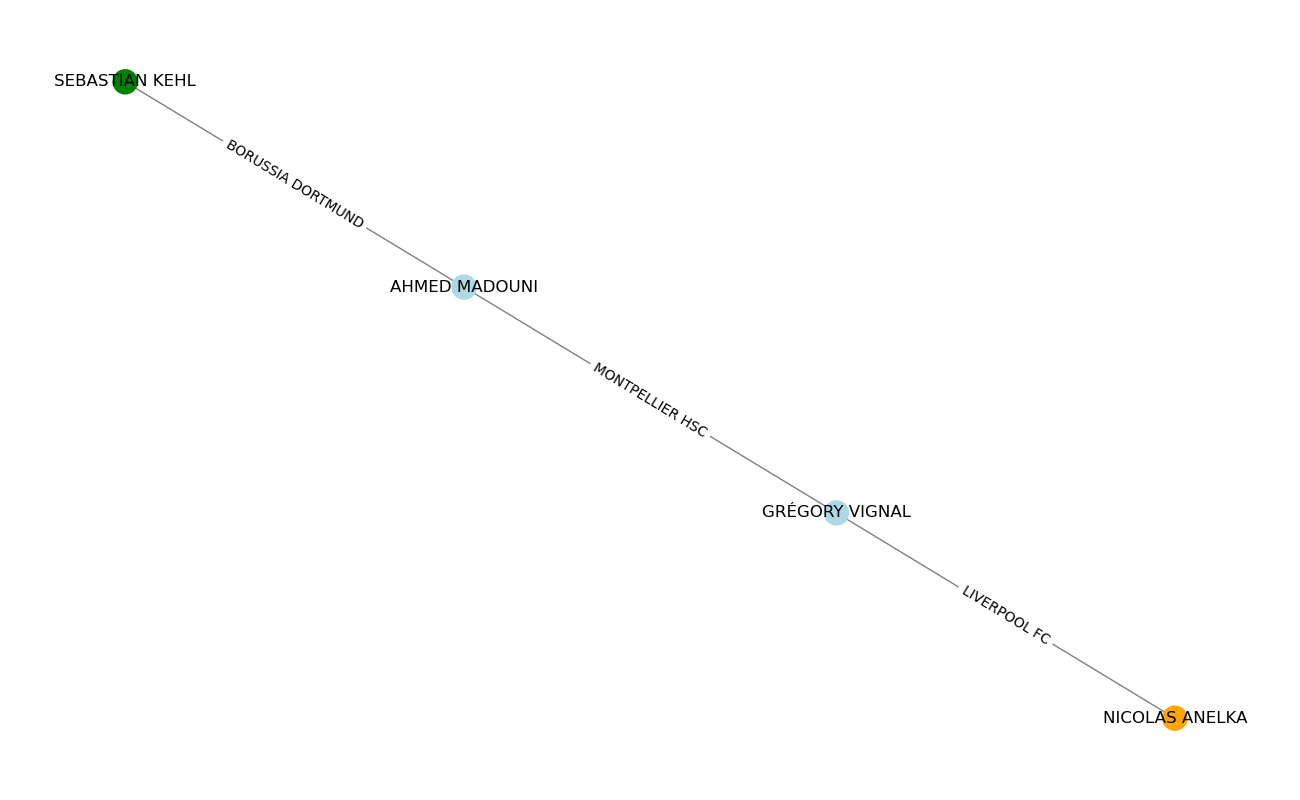 SEBASTIAN KEHL
BORUSSIA DORTMUND
AHMED MADOUNI
MONTPELLIER HSC
GRÉGORY VIGNAL
LIVERPOOL FC
NICOLAS ANELKA